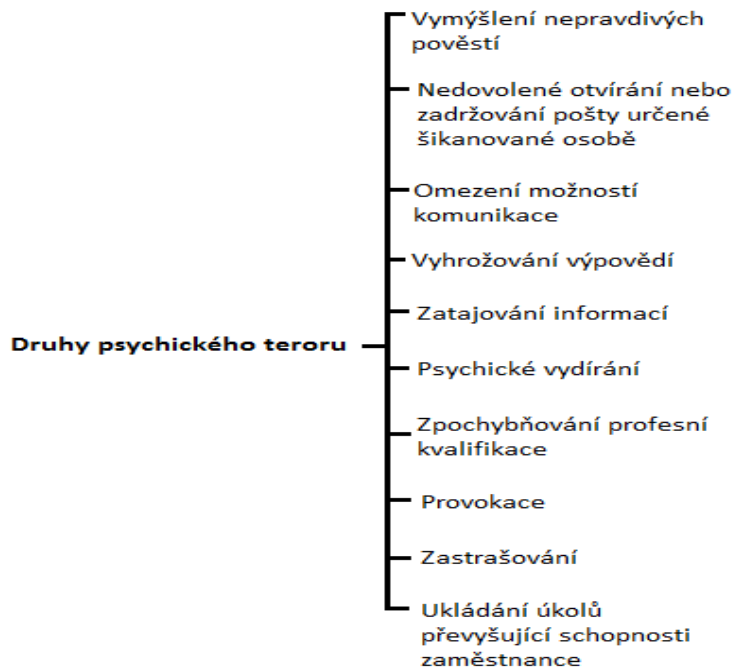 Vymýšlení nepravdivých
pověstí
Nedovolené otvírání nebo
zadržování pošty určené
šikanované osobě
Omezení možností
komunikace
Vyhrožování výpovědí
Zatajování informací
Druhy psychického teroru
Psychické vydírání
Zpochybňování profesní
kvalifikace
Provokace
Zastrašování
Ukládání úkolů
převyšující schopnosti
zaměstnance